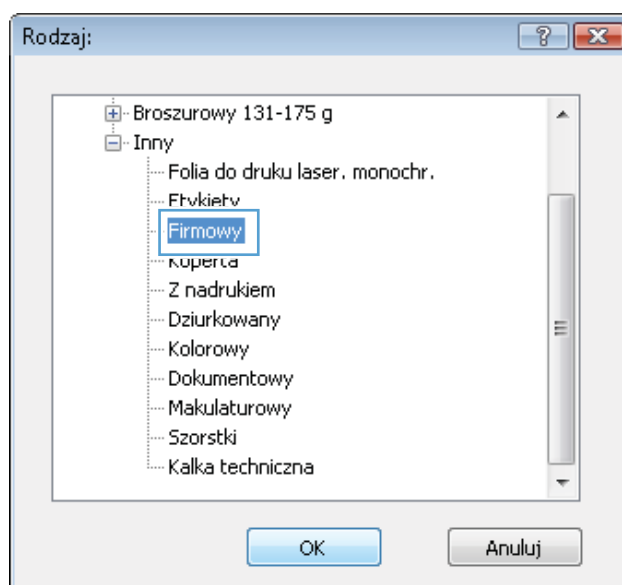 Rodzaj:
Broszurowy 131-175 g
Inny
Folia do druku laser. monochr.
Etykiety
Firmowy
Koperta
Z nadrukiem
Dziurkowany
Kolorowy
Dokumentowy
Makulaturowy
Szorstki
Kalka techniczna
OK
Anuluj